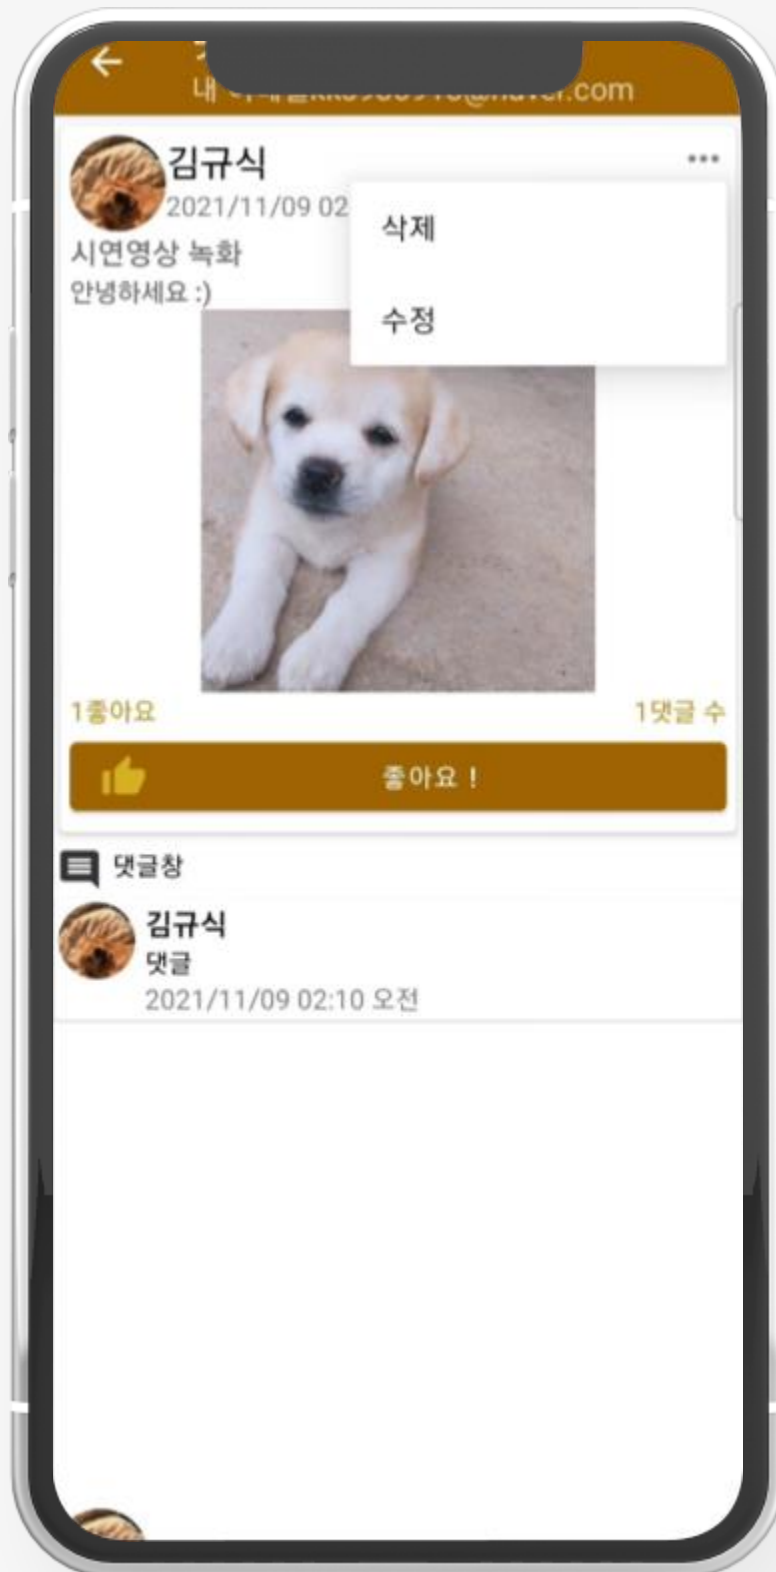 내
.com
김규식
2021/11/09 02
시연영상 녹화
안녕하세요 :)
삭제
수정
1좋아요
1댓글 수
좋아요 !
댓글창
김규식
댓글
2021/11/09 02:10 오전